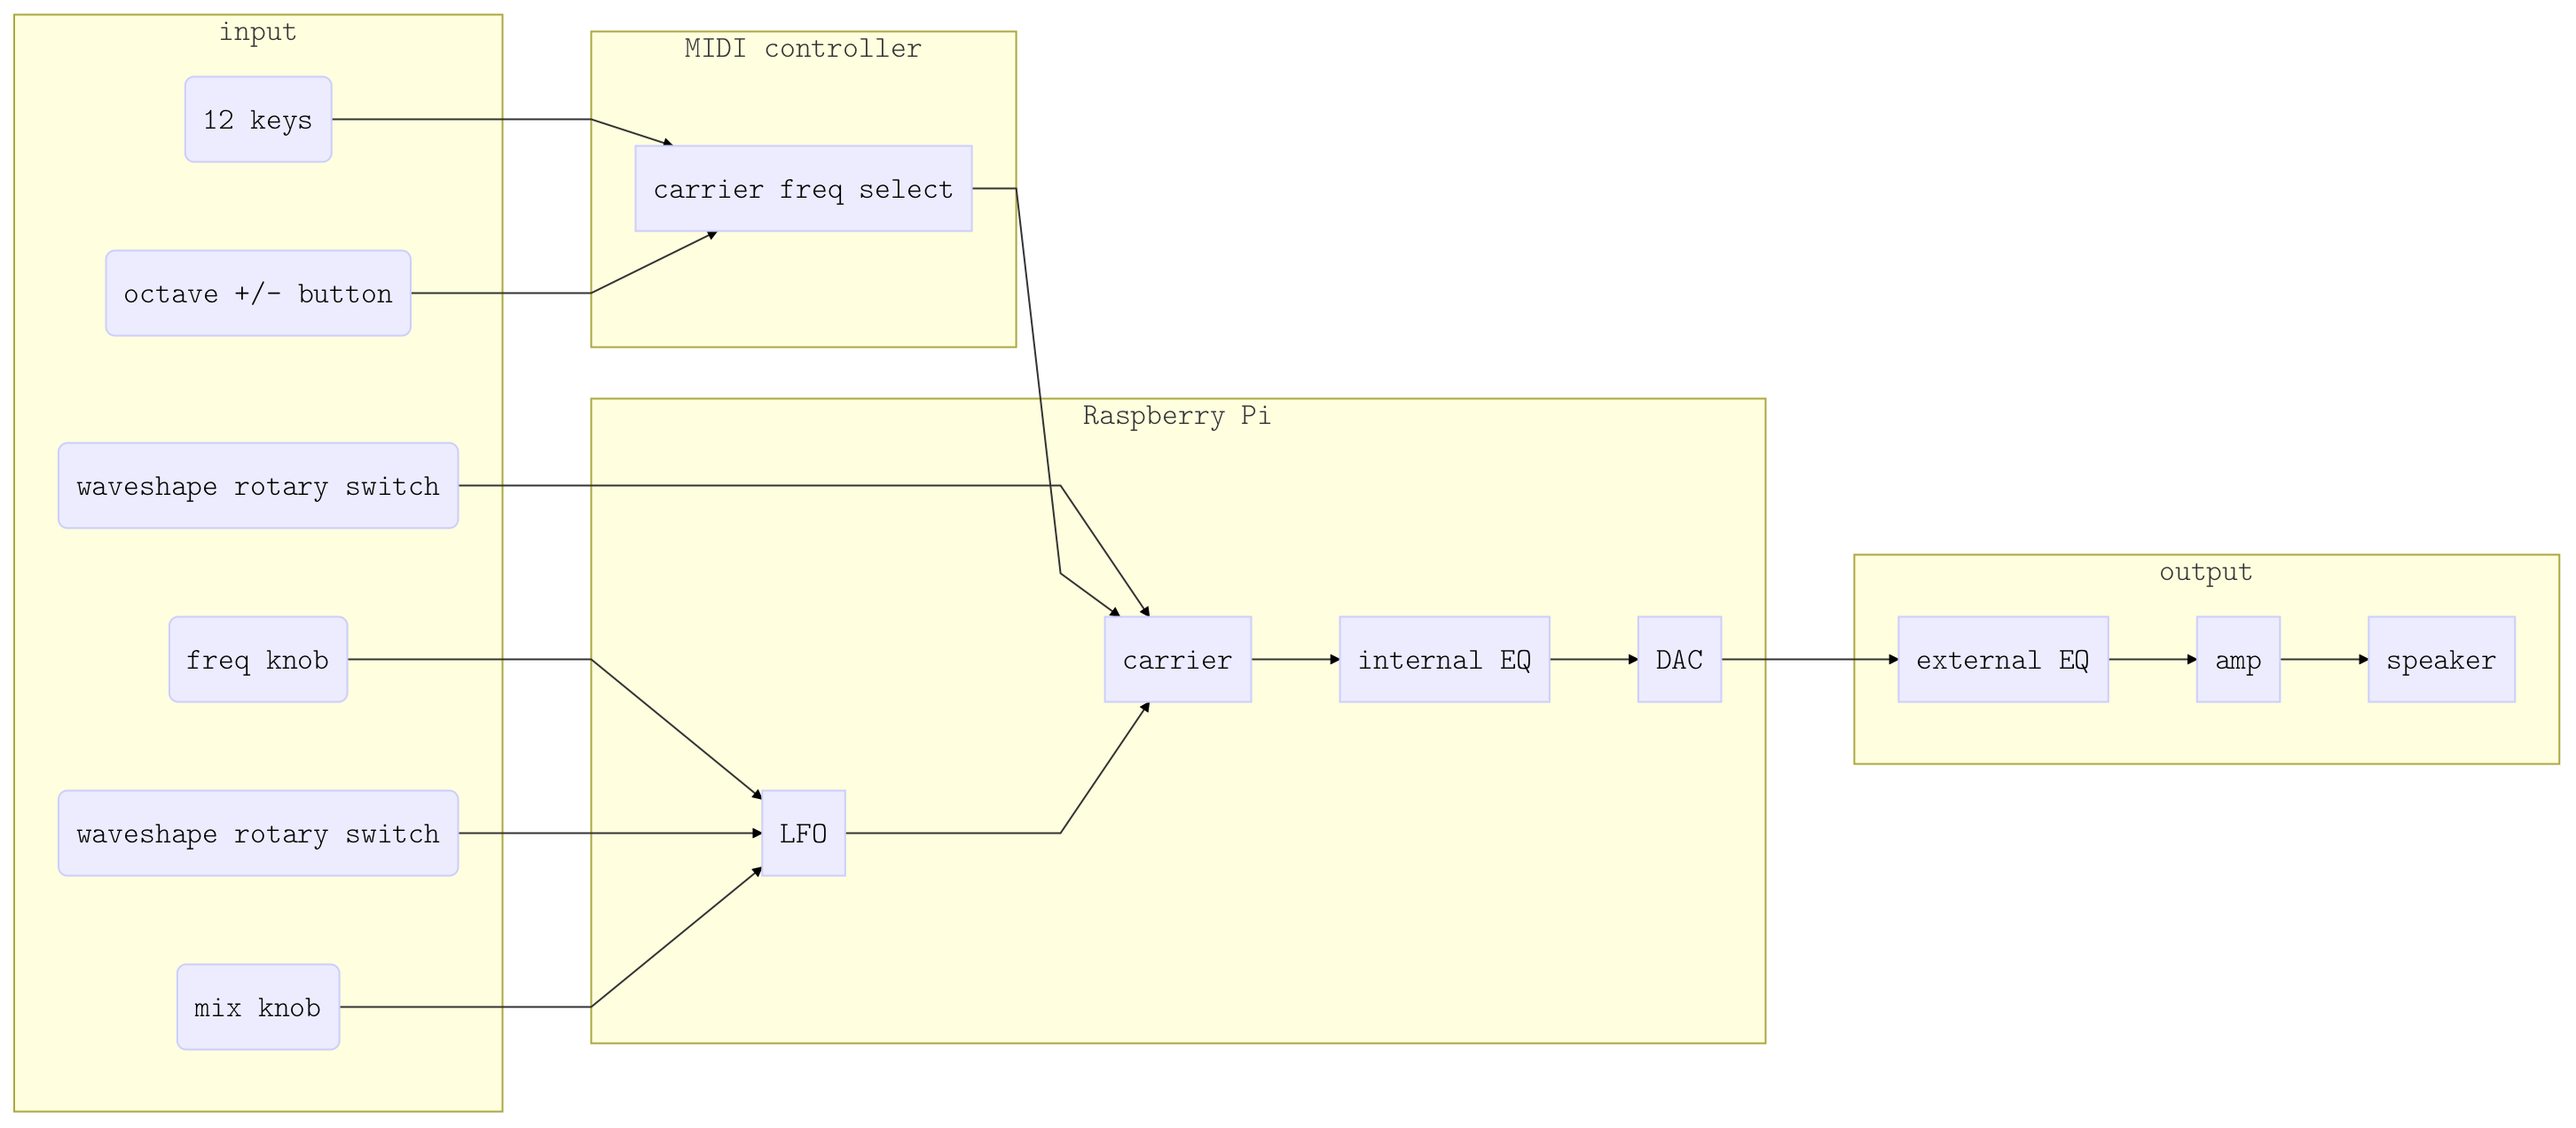 input
12 keys
octave +/- button
waveshape rotary switch
freq knob
waveshape rotary switch
mix knob
MIDI controller
carrier freq select
Raspberry Pi
LFO
carrier
internal EQ
DAC
output
external EQ
amp
speaker